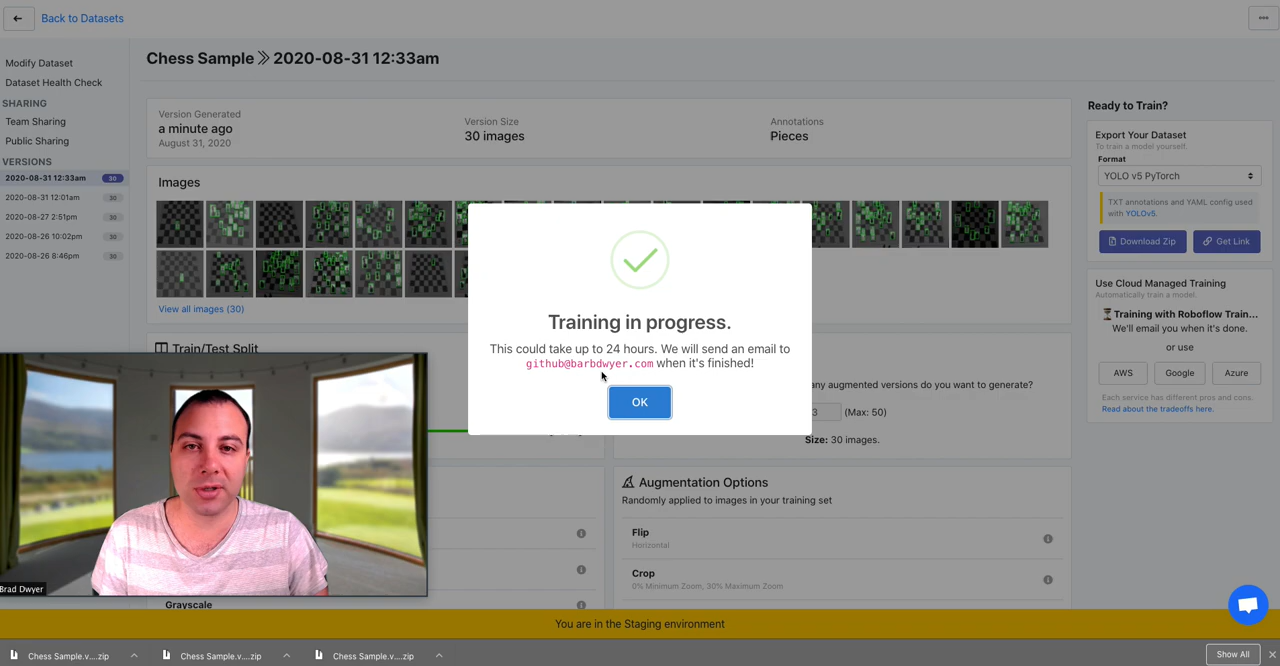 Back to Datasets
Chess Sample 2020-08-31 12:33am
Modify Dataset
Dataset Health Check
SHARING
Team Sharing
Public Sharing
VERSIONS
2020-08-31 12:33am 30
2020-08-31 12:01am 30
2020-08-27 2:51pm 30
2020-08-26 10:02pm 30
2020-08-26 8:46pm 30
Version Generated
a minute ago
August 31, 2020
Version Size
30 images
Annotations
Pieces
Images
View all images (30)
Train/Test Split
Training in progress.
This could take up to 24 hours. We will send an email to
github@barbdwyer.com when it's finished!
OK
any augmented versions do you want to generate?
3 (Max: 50)
Size: 30 images.
Augmentation Options
Randomly applied to images in your training set
Flip
Horizontal
Crop
0% Minimum Zoom, 30% Maximum Zoom
Grayscale
Ready to Train?
Export Your Dataset
To train a model yourself.
Format
YOLO v5 PyTorch
TXT annotations and YAML config used
with YOLOv5.
Download Zip
Get Link
Use Cloud Managed Training
Automatically train a model.
Training with Roboflow Train...
We'll email you when it's done.
or use
AWS
Google
Azure
Each service has different pros and cons.
Read about the tradeoffs here.
Brad Dwyer
You are in the Staging environment
Chess Sample.v....zip
Chess Sample.v....zip
Chess Sample.v....zip
Show All